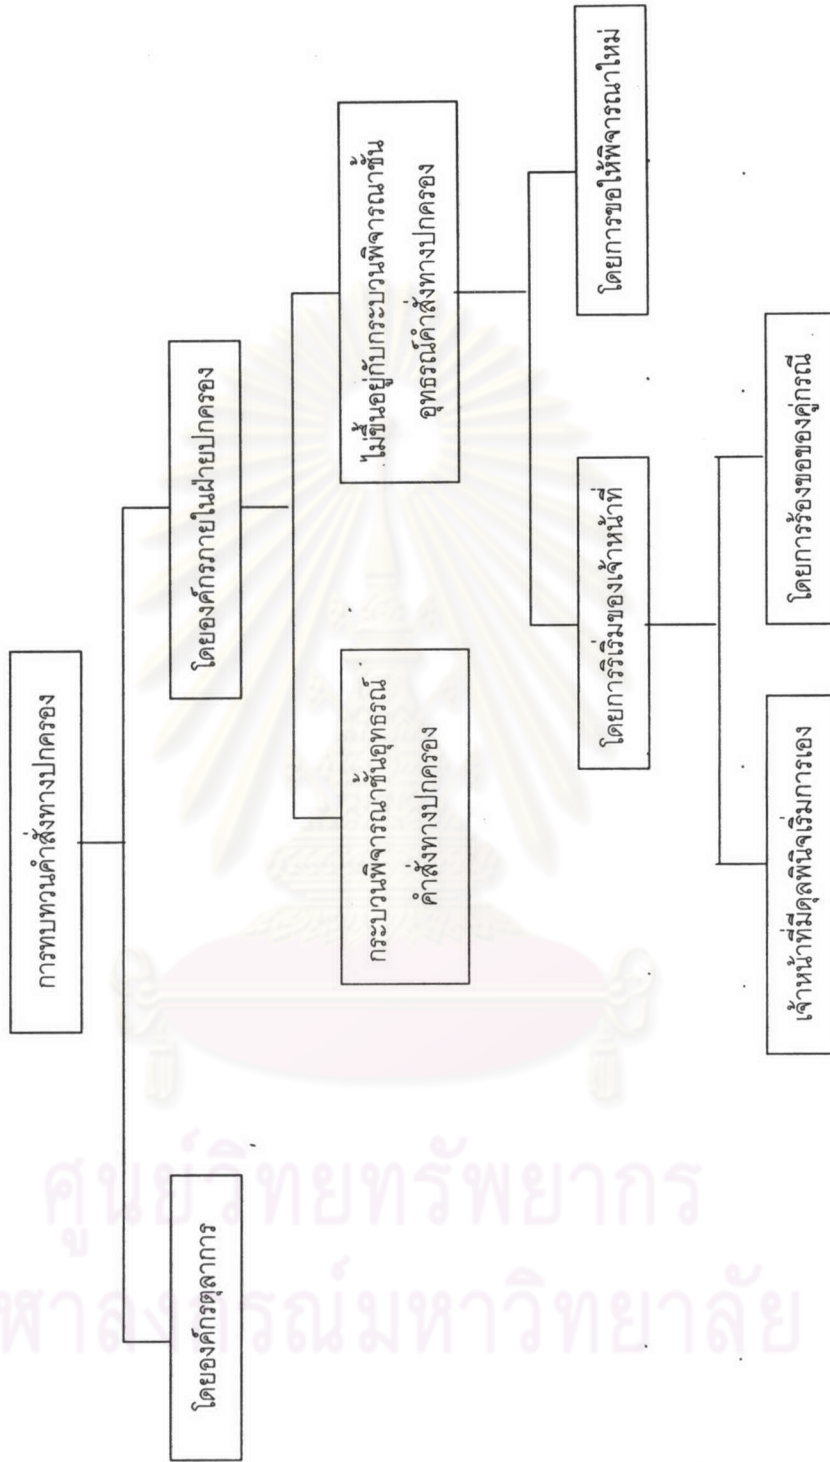 การทบทวนคำสั่งทางปกครอง
โดยองค์กรตุลาการ
โดยองค์กรภายในฝ่ายปกครอง
กระบวนพิจารณาชั้นอุทธรณ์
คำสั่งทางปกครอง
ไม่ขึ้นอยู่กับกระบวนพิจารณาชั้น
อุทธรณ์คำสั่งทางปกครอง
โดยการริเริ่มของเจ้าหน้าที่
โดยการขอให้พิจารณาใหม่
เจ้าหน้าที่มีดุลพินิจเริ่มการเอง
โดยการร้องขอของคู่กรณี
ศูนย์วิทยทรัพยากร
จุฬาลงกรณ์มหาวิทยาลัย